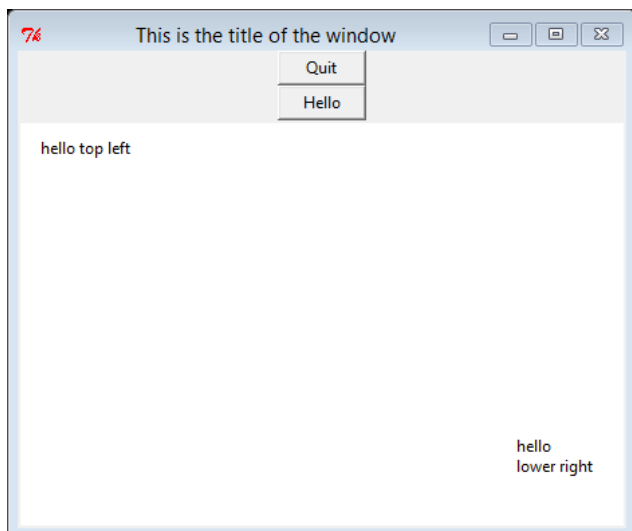 This is the title of the window
Quit
Hello
hello top left
hello
lower right